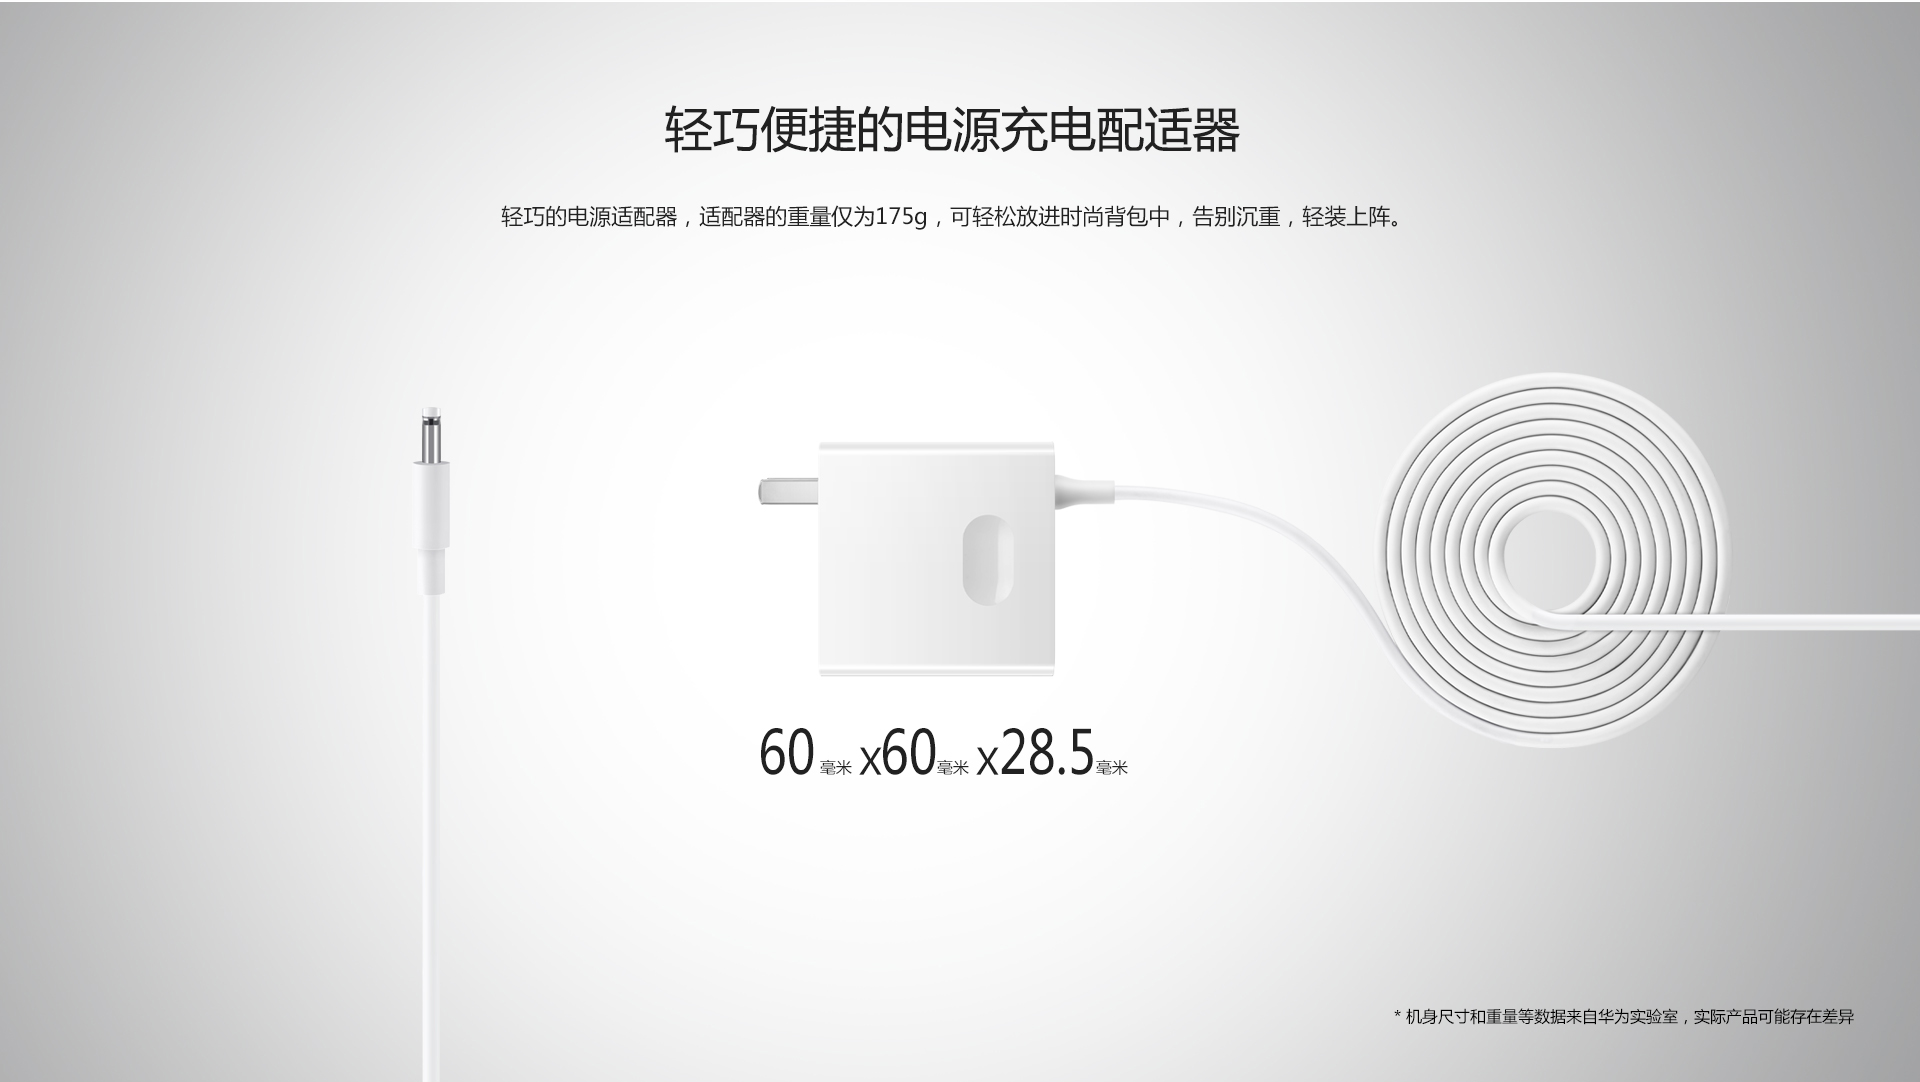 轻巧便捷的电源充电配适器
轻巧的电源适配器，适配器的重量仅为175g，可轻松放进时尚背包中，告别沉重，轻装上阵。
60毫米 X60毫米 X28.5毫米
* 机身尺寸和重量等数据来自华为实验室，实际产品可能存在差异